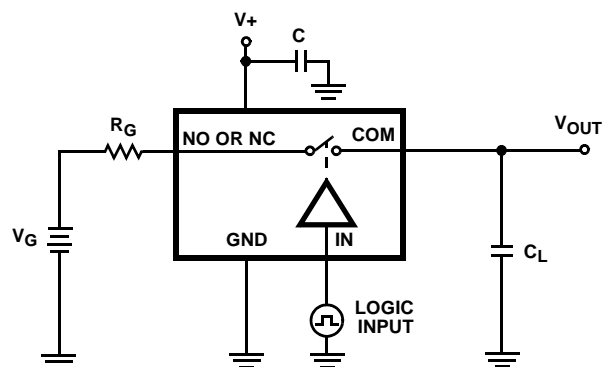 V+
C
RG
NO OR NC
COM
VOUT
VG
GND
IN
CL
LOGIC
INPUT